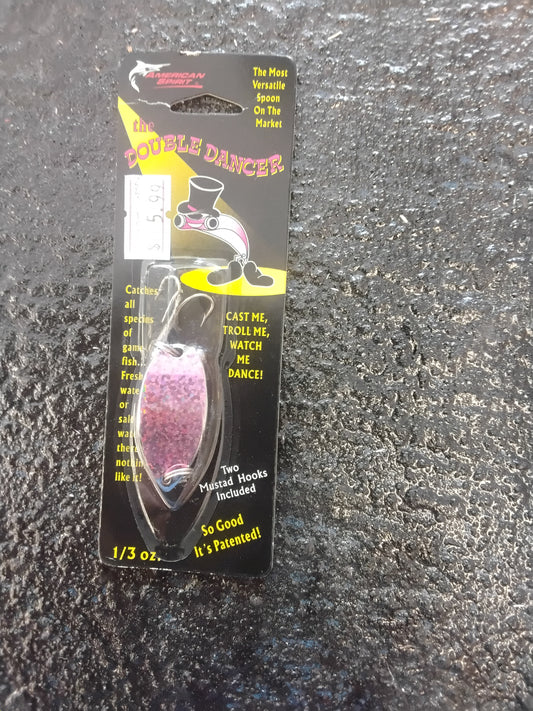 AMERICAN
SPIRIT
The Most
Versatile
Spoon
On The
Market
the
DOUBLE DANCER
$ 5.99
Catches
all
species
of
game
fish...
Fresh
water
or
salt
water
there's
nothing
like it!
CAST ME,
TROLL ME,
WATCH
ME
DANCE!
Two
Mustad Hooks
Included
So Good
It's Patented!
1/3 oz.